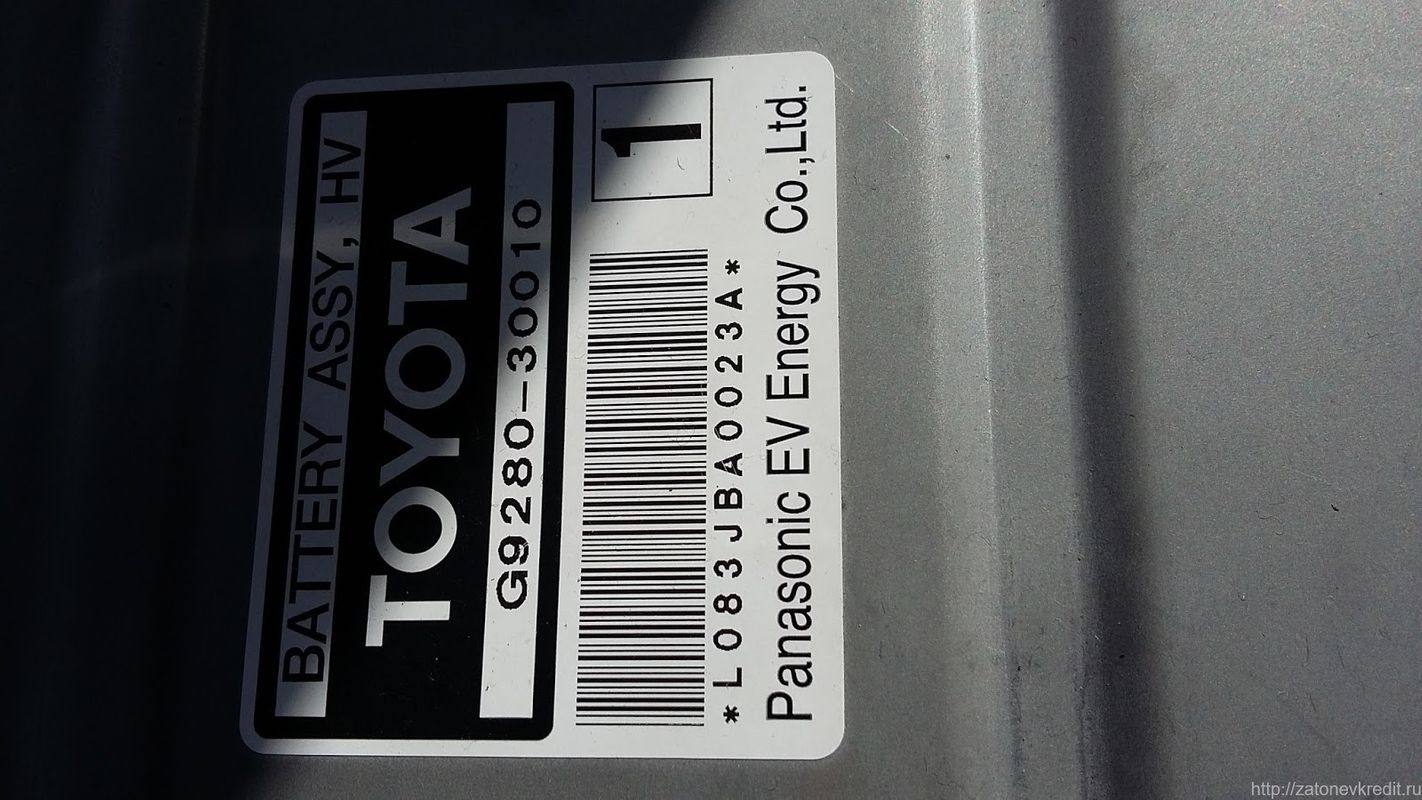 BATTERY ASSY, HV
TOYOTA
G9280-30010
1
*L083JBA0023A*
Panasonic EV Energy Co.,Ltd.
http://zatonevkredit.ru